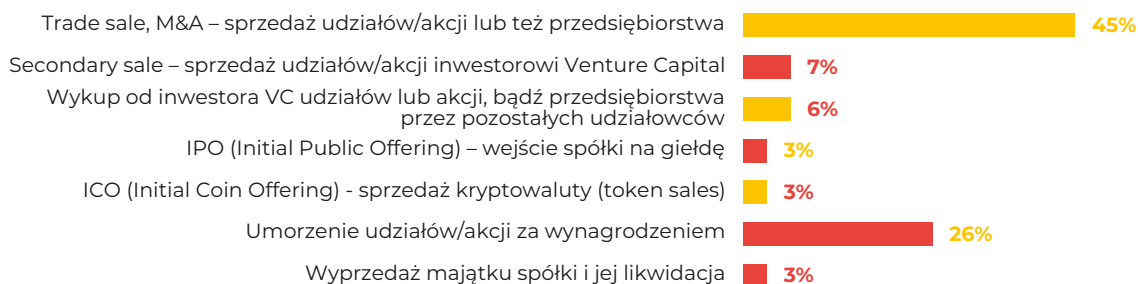 Trade sale, M&A – sprzedaż udziałów/akcji lub też przedsiębiorstwa 45%
Secondary sale – sprzedaż udziałów/akcji inwestorowi Venture Capital 7%
Wykup od inwestora VC udziałów lub akcji, bądź przedsiębiorstwa
przez pozostałych udziałowców 6%
IPO (Initial Public Offering) – wejście spółki na giełdę 3%
ICO (Initial Coin Offering) - sprzedaż kryptowaluty (token sales) 3%
Umorzenie udziałów/akcji za wynagrodzeniem 26%
Wyprzedaż majątku spółki i jej likwidacja 3%